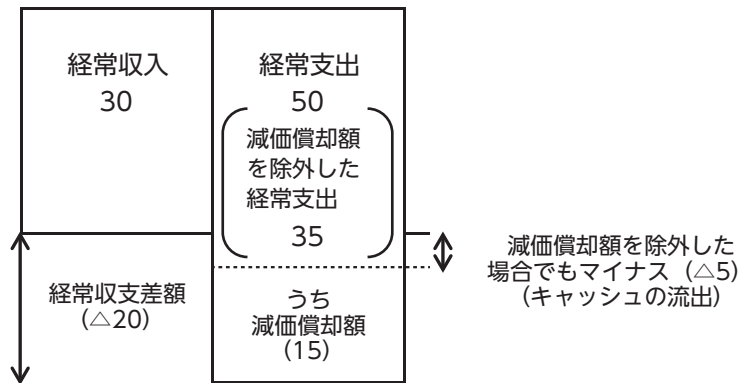 経常収入
30
経常支出
50
減価償却額
を除外した
経常支出
35
経常収支差額
(△20)
うち
減価償却額
(15)
減価償却額を除外した
場合でもマイナス(△5)
(キャッシュの流出)